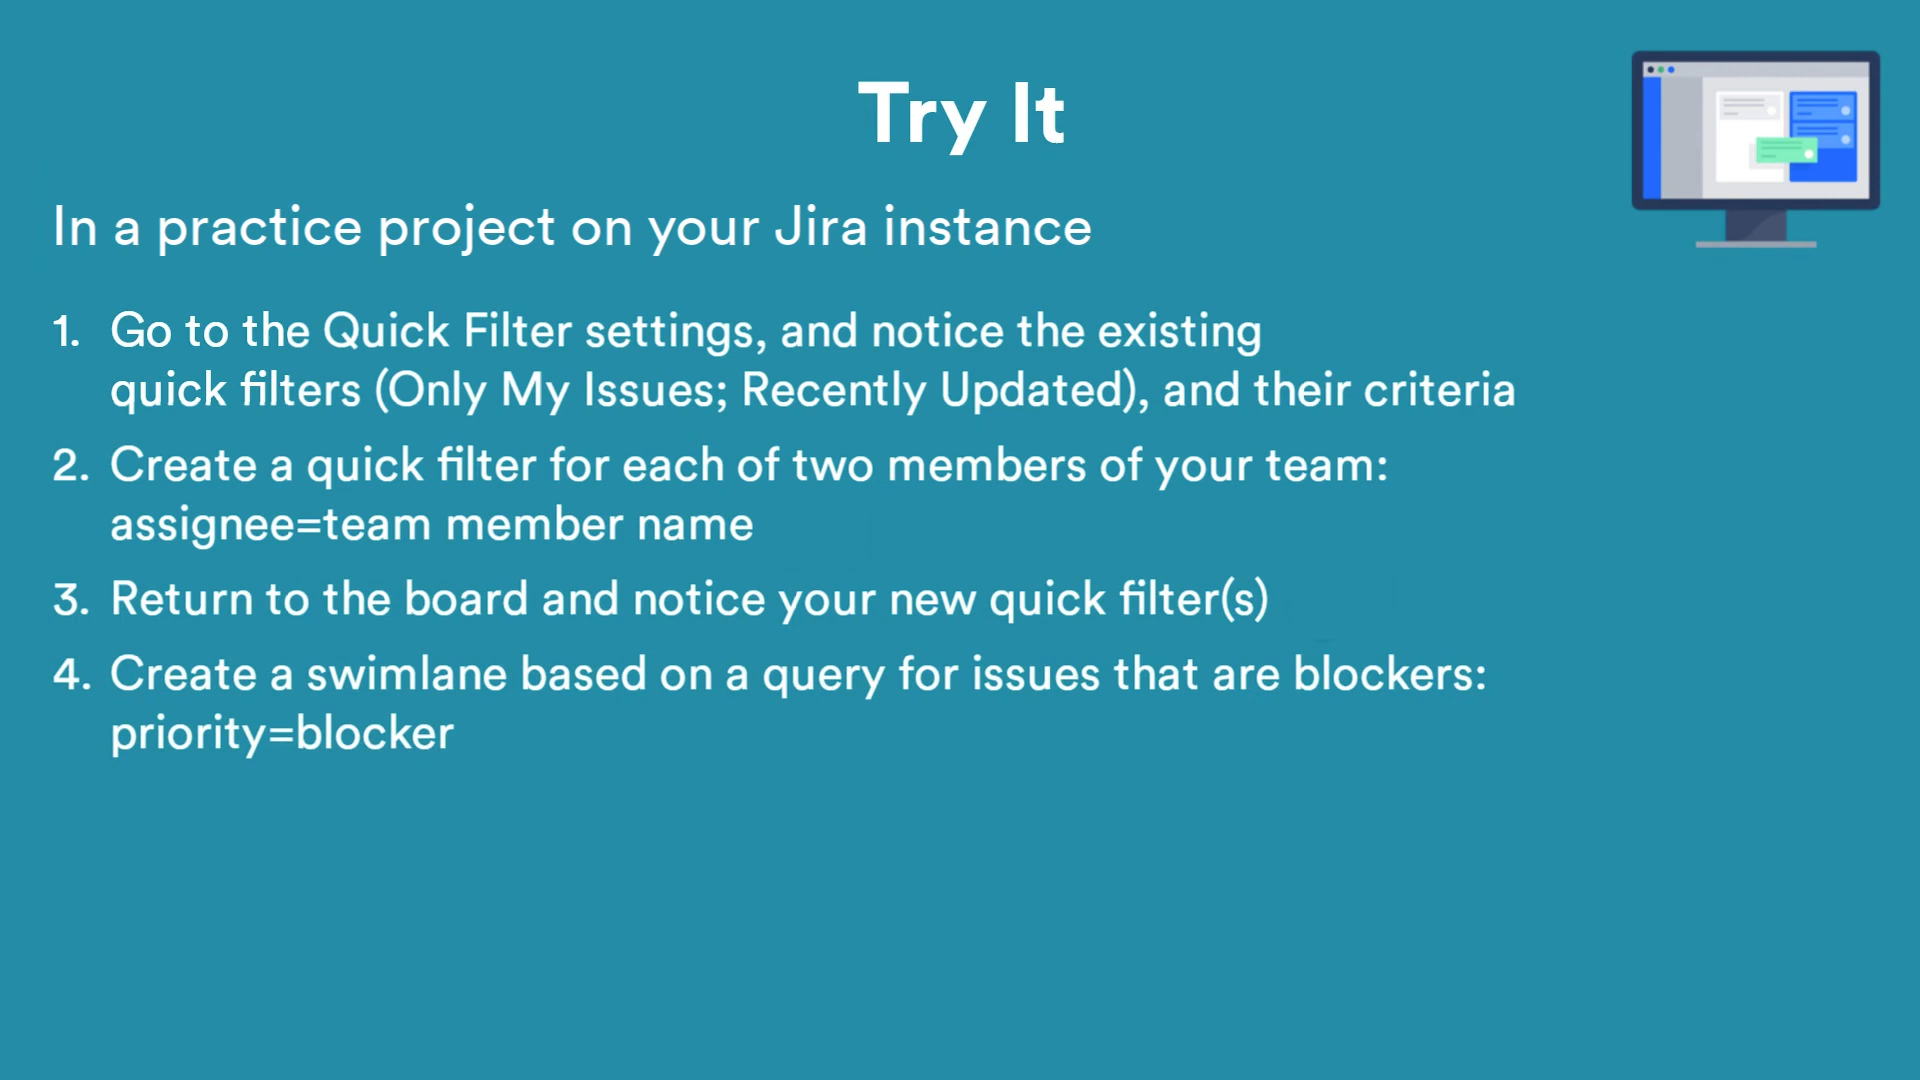 Try It
In a practice project on your Jira instance
1. Go to the Quick Filter settings, and notice the existing
quick filters (Only My Issues; Recently Updated), and their criteria
2. Create a quick filter for each of two members of your team:
assignee=team member name
3. Return to the board and notice your new quick filter(s)
4. Create a swimlane based on a query for issues that are blockers:
priority=blocker